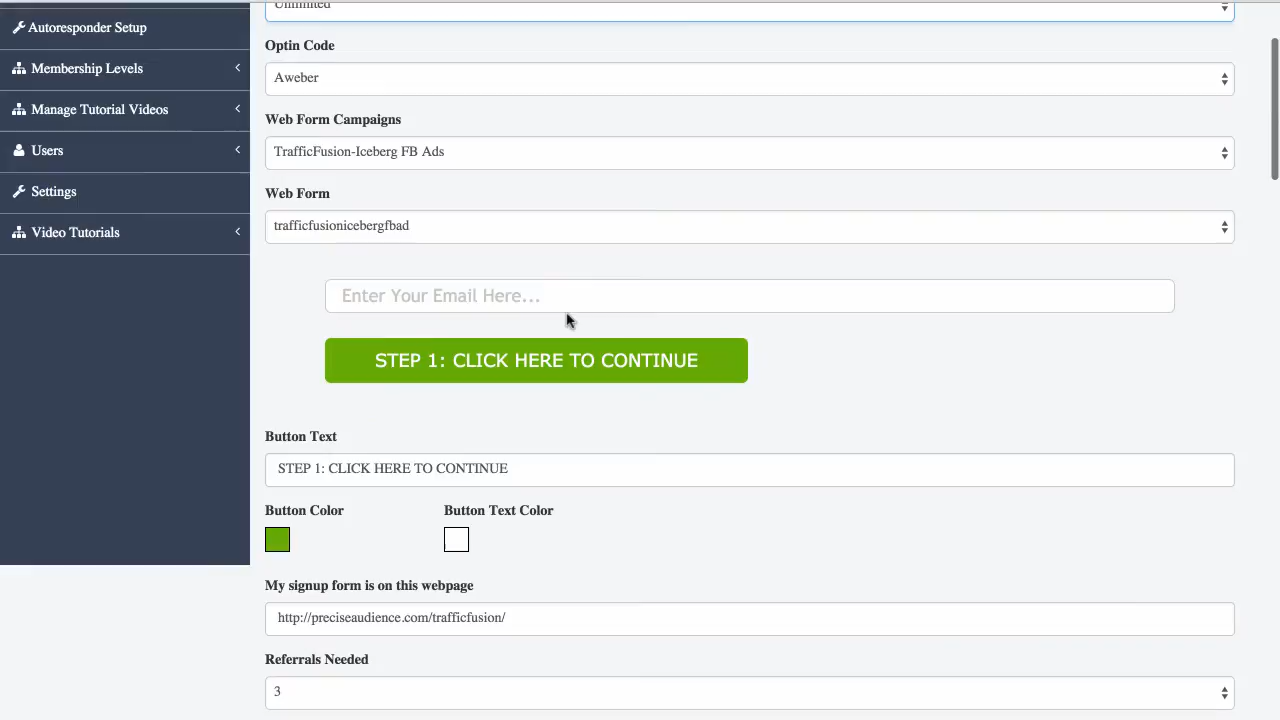 Unlimited
Autoresponder Setup
Membership Levels
Manage Tutorial Videos
Users
Settings
Video Tutorials
Optin Code
Aweber
Web Form Campaigns
TrafficFusion-Iceberg FB Ads
Web Form
trafficfusionicebergfbad
Enter Your Email Here...
STEP 1: CLICK HERE TO CONTINUE
Button Text
STEP 1: CLICK HERE TO CONTINUE
Button Color
Button Text Color
My signup form is on this webpage
http://preciseaudience.com/trafficfusion/
Referrals Needed
3